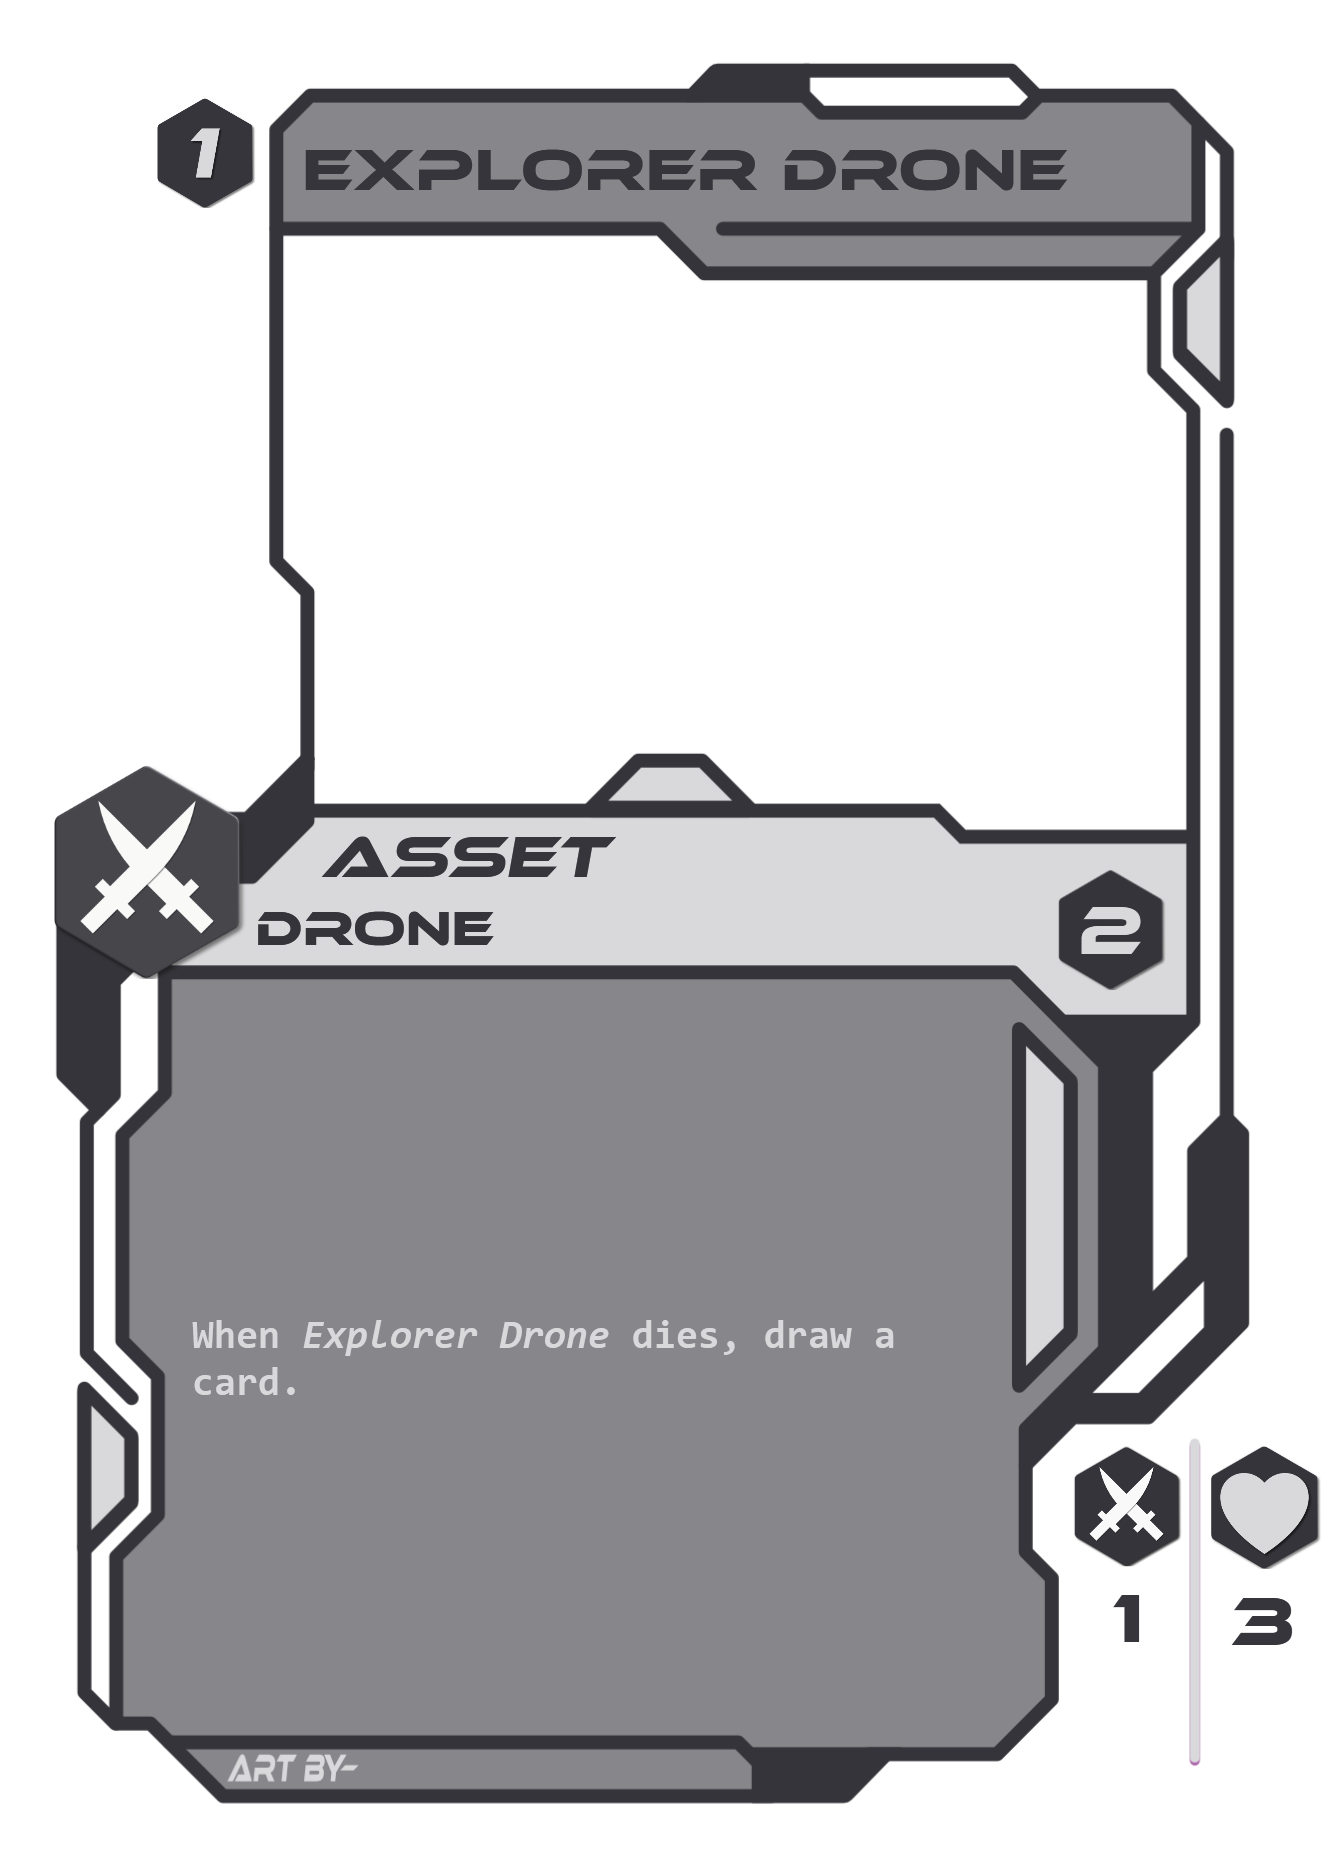 1
EXPLORER DRONE
ASSET
DRONE
2
When Explorer Drone dies, draw a
card.
1
3
ART BY-